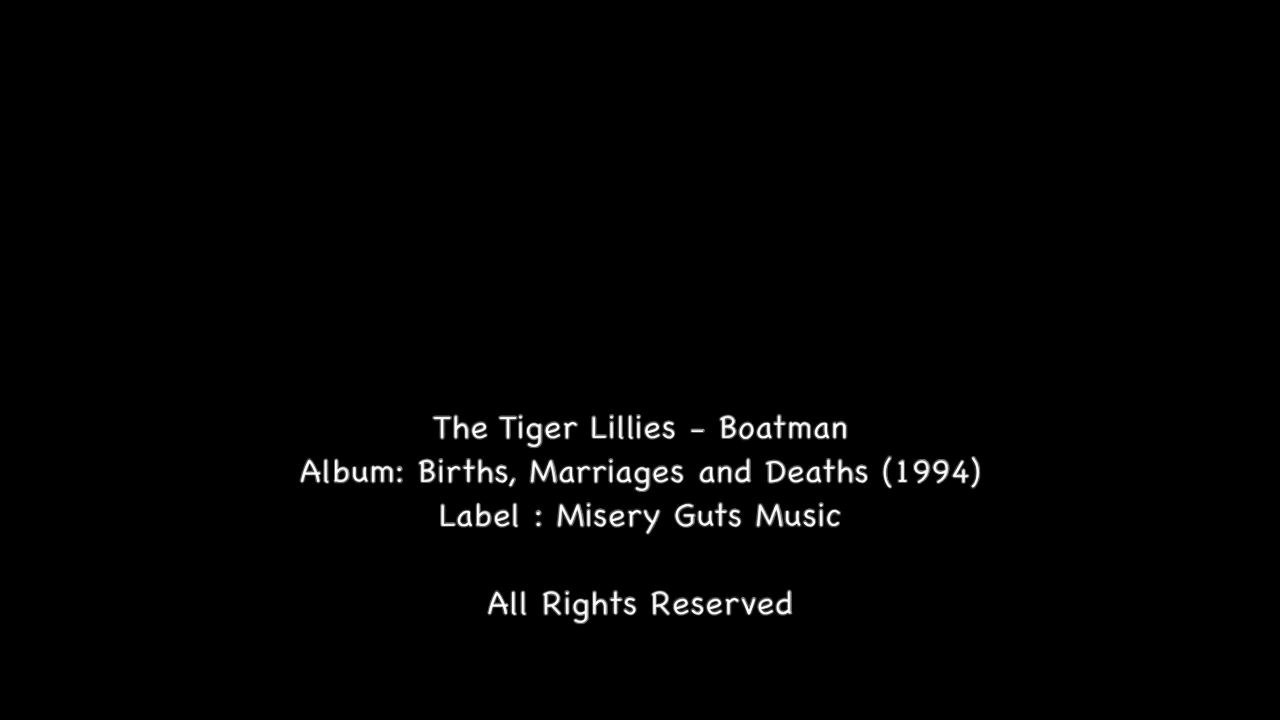 The Tiger Lillies - Boatman
Album: Births, Marriages and Deaths (1994)
Label : Misery Guts Music
All Rights Reserved